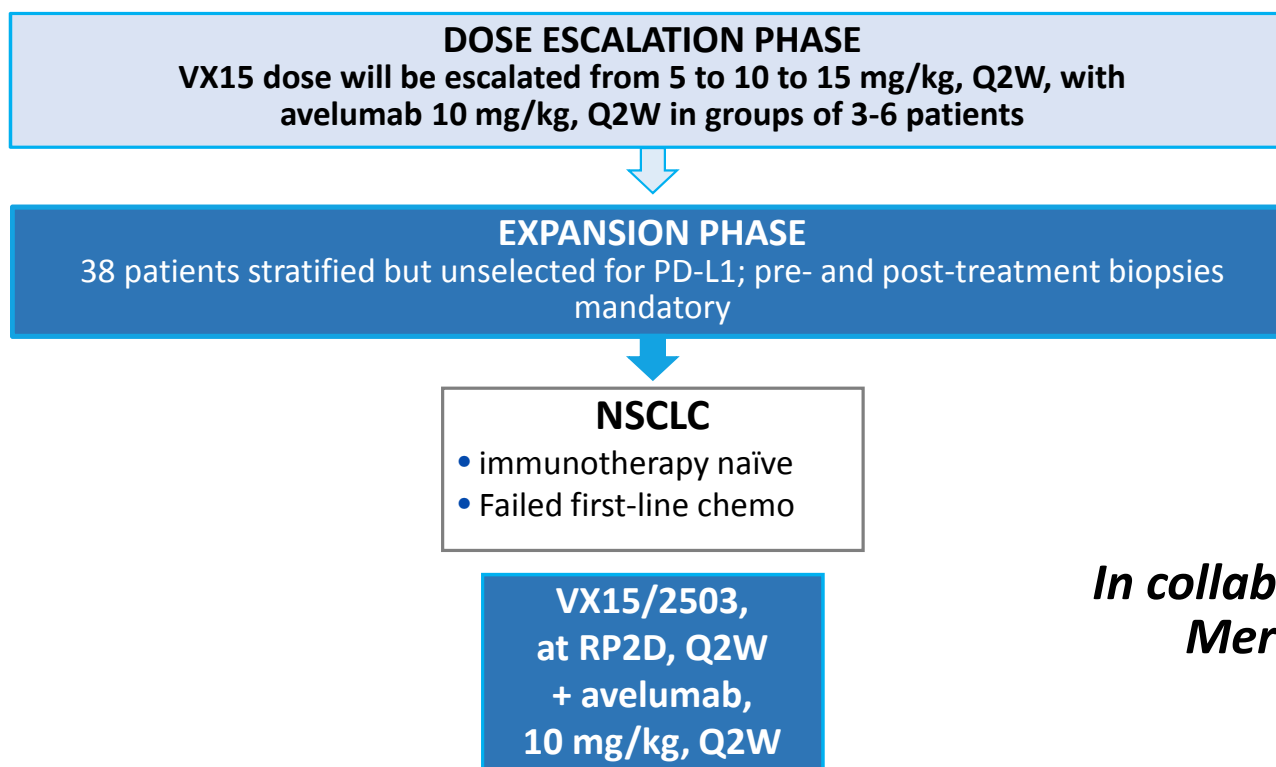 DOSE ESCALATION PHASE
VX15 dose will be escalated from 5 to 10 to 15 mg/kg, Q2W, with
avelumab 10 mg/kg, Q2W in groups of 3-6 patients
EXPANSION PHASE
38 patients stratified but unselected for PD-L1; pre- and post-treatment biopsies
mandatory
NSCLC
• immunotherapy naïve
• Failed first-line chemo
VX15/2503,
at RP2D, Q2W
+ avelumab,
10 mg/kg, Q2W
In collab
Mer